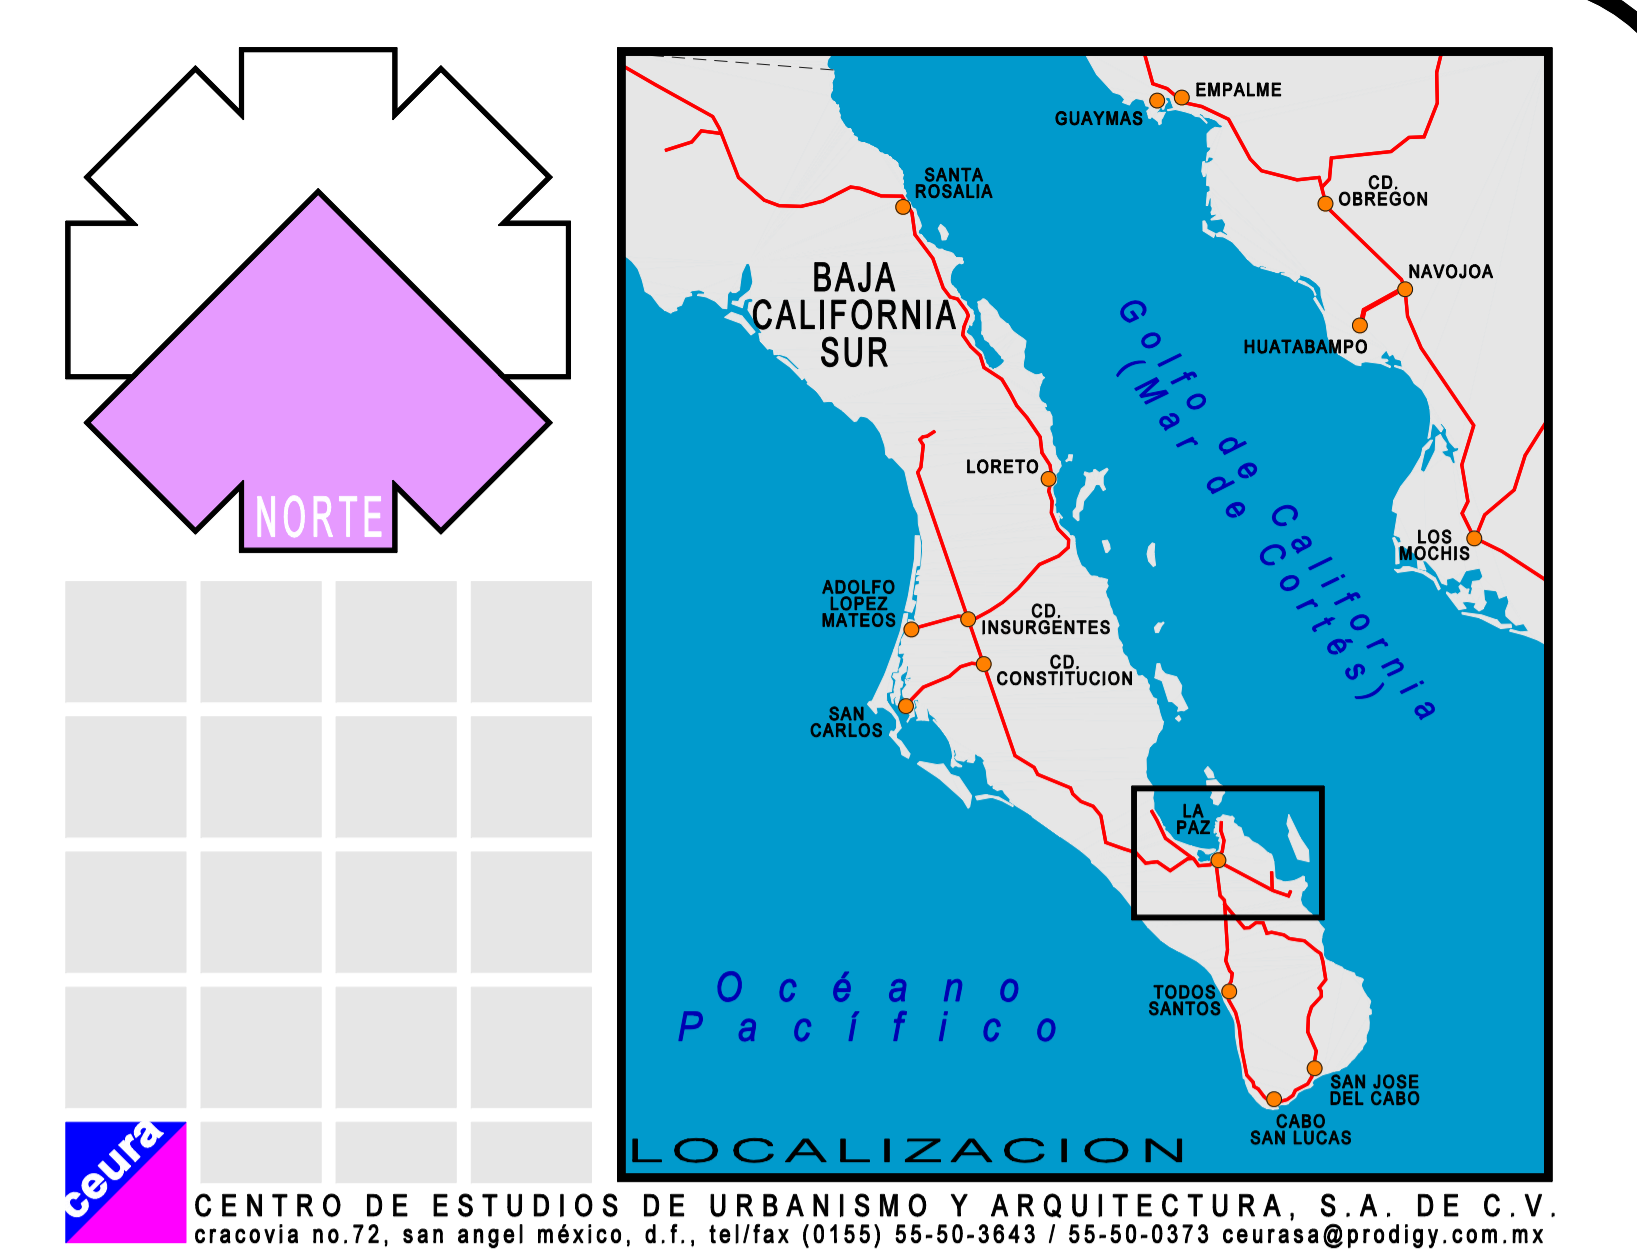 NORTE
EMPALME
GUAYMAS
SANTA
ROSALIA
CD.
OBREGON
BAJA
CALIFORNIA
SUR
NAVOJOA
HUATABAMPO
Golfo de California
(Mar de Cortés)
LORETO
LOS
MOCHIS
ADOLFO
LOPEZ
MATEOS
CD.
INSURGENTES
CD.
CONSTITUCION
SAN
CARLOS
LA
PAZ
Océano
Pacífico
TODOS
SANTOS
SAN JOSE
DEL CABO
CABO
SAN LUCAS
LOCALIZACION
ceura
CENTRO DE ESTUDIOS DE URBANISMO Y ARQUITECTURA, S.A. DE C.V.
cracovia no.72, san angel méxico, d.f., tel/fax (0155) 55-50-3643 / 55-50-0373 ceurasa@prodigy.com.mx